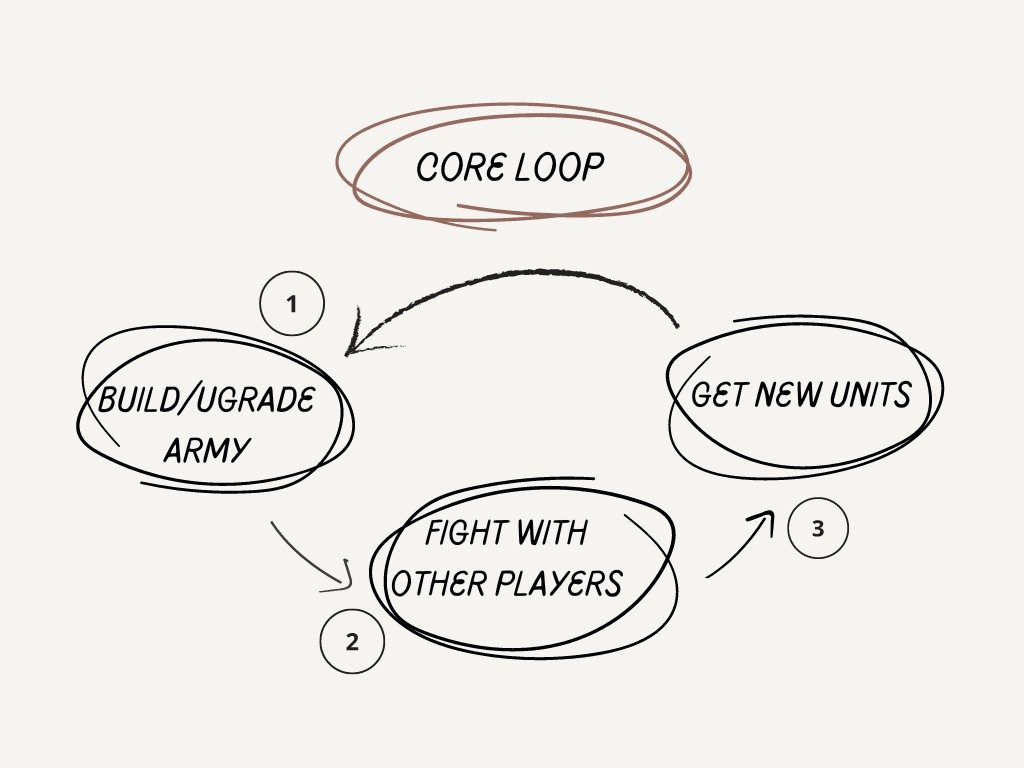 CORE LOOP
1
BUILD/UGRADE
ARMY
GET NEW UNITS
FIGHT WITH
OTHER PLAYERS
3
2